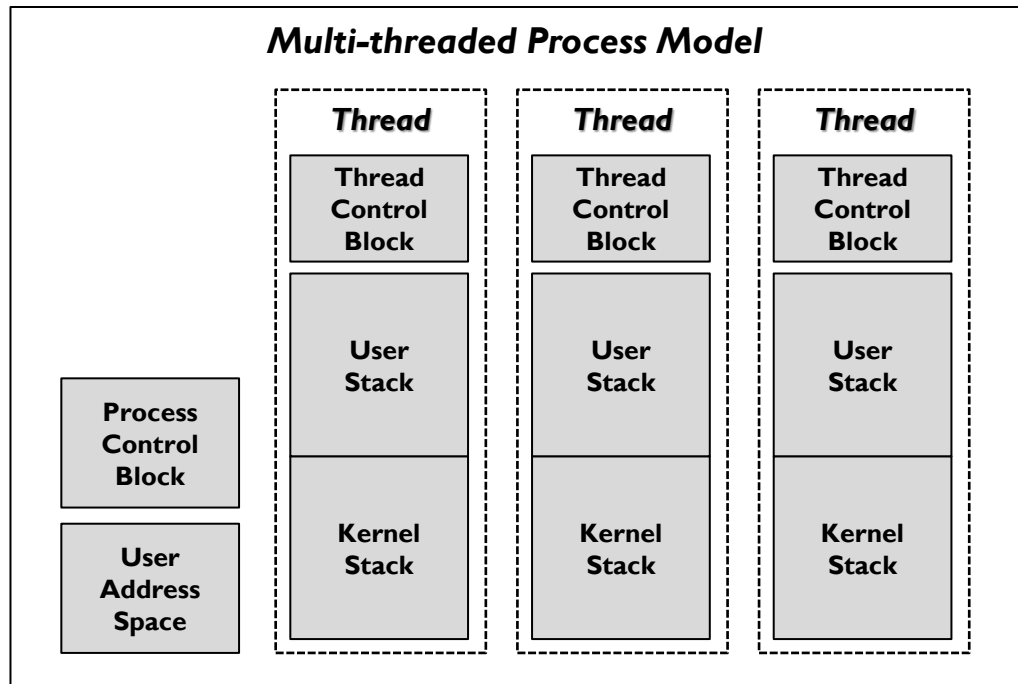 Multi-threaded Process Model
Thread
Thread
Control
Block
User
Stack
Kernel
Stack
Thread
Thread
Control
Block
User
Stack
Kernel
Stack
Thread
Thread
Control
Block
User
Stack
Kernel
Stack
Process
Control
Block
User
Address
Space